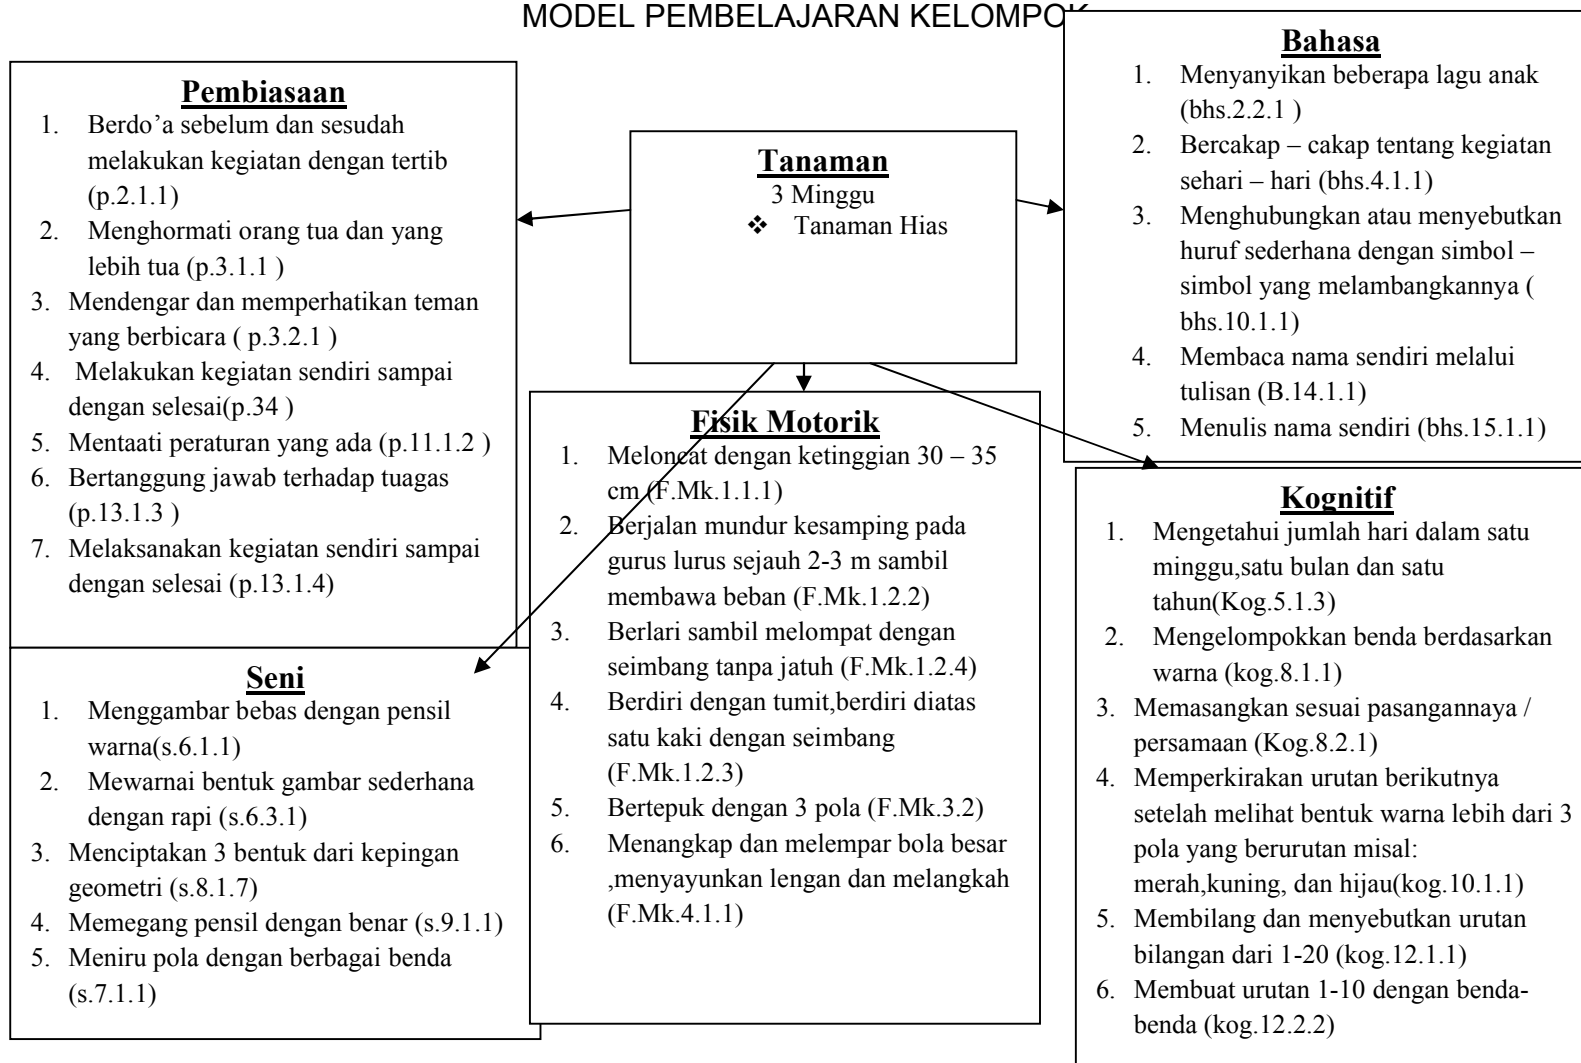 MODEL PEMBELAJARAN KELOMPOK
Pembiasaan
1. Berdo’a sebelum dan sesudah
melakukan kegiatan dengan tertib
(p.2.1.1)
2. Menghormati orang tua dan yang
lebih tua (p.3.1.1 )
3. Mendengar dan memperhatikan teman
yang berbicara ( p.3.2.1 )
4. Melakukan kegiatan sendiri sampai
dengan selesai(p.34 )
5. Mentaati peraturan yang ada (p.11.1.2 )
6. Bertanggung jawab terhadap tuagas
(p.13.1.3 )
7. Melaksanakan kegiatan sendiri sampai
dengan selesai (p.13.1.4)
Tanaman
3 Minggu
❖ Tanaman Hias
Bahasa
1. Menyanyikan beberapa lagu anak
(bhs.2.2.1 )
2. Bercakap – cakap tentang kegiatan
sehari – hari (bhs.4.1.1)
3. Menghubungkan atau menyebutkan
huruf sederhana dengan simbol –
simbol yang melambangkannya (
bhs.10.1.1)
4. Membaca nama sendiri melalui
tulisan (B.14.1.1)
5. Menulis nama sendiri (bhs.15.1.1)
Seni
1. Menggambar bebas dengan pensil
warna(s.6.1.1)
2. Mewarnai bentuk gambar sederhana
dengan rapi (s.6.3.1)
3. Menciptakan 3 bentuk dari kepingan
geometri (s.8.1.7)
4. Memegang pensil dengan benar (s.9.1.1)
5. Meniru pola dengan berbagai benda
(s.7.1.1)
Fisik Motorik
1. Meloncat dengan ketinggian 30 – 35
cm (F.Mk.1.1.1)
2. Berjalan mundur kesamping pada
gurus lurus sejauh 2-3 m sambil
membawa beban (F.Mk.1.2.2)
3. Berlari sambil melompat dengan
seimbang tanpa jatuh (F.Mk.1.2.4)
4. Berdiri dengan tumit,berdiri diatas
satu kaki dengan seimbang
(F.Mk.1.2.3)
5. Bertepuk dengan 3 pola (F.Mk.3.2)
6. Menangkap dan melempar bola besar
,menyayunkan lengan dan melangkah
(F.Mk.4.1.1)
Kognitif
1. Mengetahui jumlah hari dalam satu
minggu,satu bulan dan satu
tahun(Kog.5.1.3)
2. Mengelompokkan benda berdasarkan
warna (kog.8.1.1)
3. Memasangkan sesuai pasangannaya /
persamaan (Kog.8.2.1)
4. Memperkirakan urutan berikutnya
setelah melihat bentuk warna lebih dari 3
pola yang berurutan misal:
merah,kuning, dan hijau(kog.10.1.1)
5. Membilang dan menyebutkan urutan
bilangan dari 1-20 (kog.12.1.1)
6. Membuat urutan 1-10 dengan benda-
benda (kog.12.2.2)